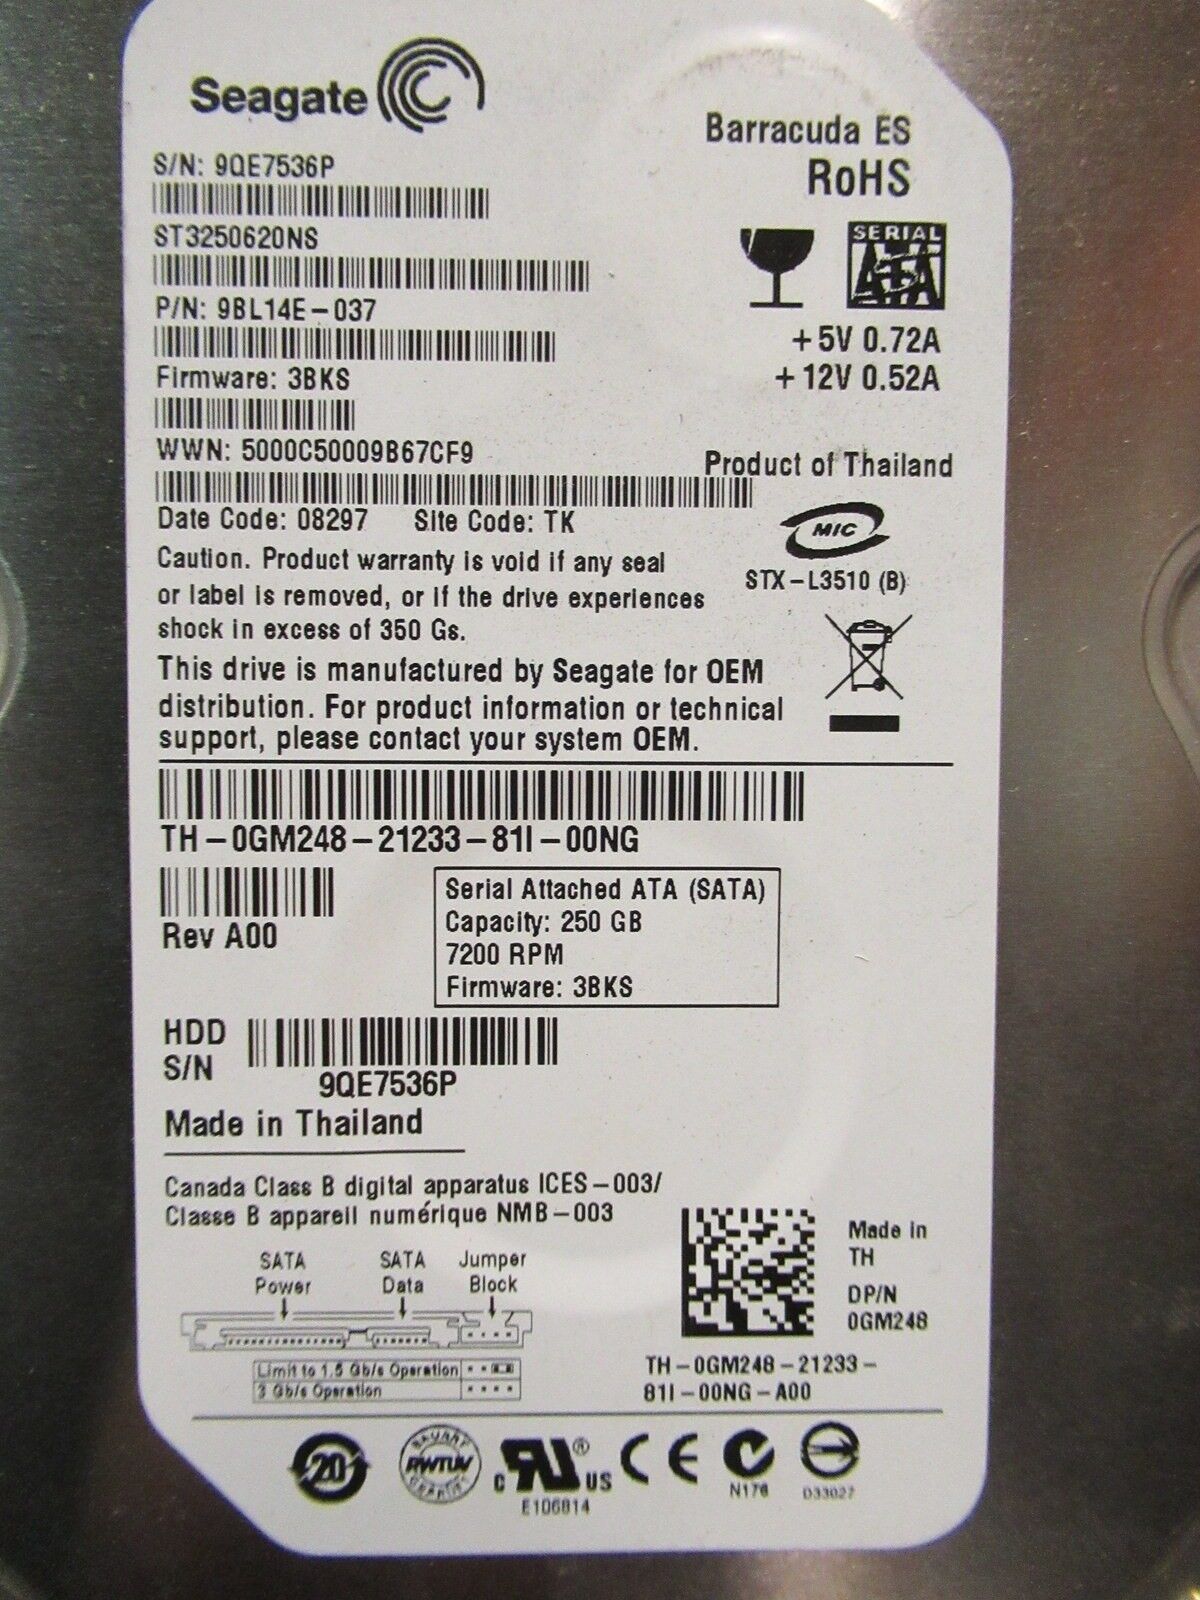 Seagate
Barracuda ES
RoHS
S/N: 9QE7536P
ST3250620NS
SERIAL
ATA
P/N: 9BL14E-037
+5V 0.72A
+12V 0.52A
Firmware: 3BKS
WWN: 5000C50009B67CF9
Product of Thailand
Date Code: 08297 Site Code: TK
MIC
STX-L3510 (B)
Caution. Product warranty is void if any seal
or label is removed, or if the drive experiences
shock in excess of 350 Gs.
This drive is manufactured by Seagate for OEM
distribution. For product information or technical
support, please contact your system OEM.
TH-0GM248-21233-81I-00NG
Rev A00
Serial Attached ATA (SATA)
Capacity: 250 GB
7200 RPM
Firmware: 3BKS
HDD
S/N
9QE7536P
Made in Thailand
Canada Class B digital apparatus ICES-003/
Classe B appareil numérique NMB-003
SATA Power
SATA Data
Jumper Block
Limit to 1.5 Gb/s Operation
3 Gb/s Operation
Made in
TH
DP/N
0GM248
TH-0GM248-21233-
81I-00NG-A00
20
RWTUV
c RU ® US
E106814
CE
N176
D33027